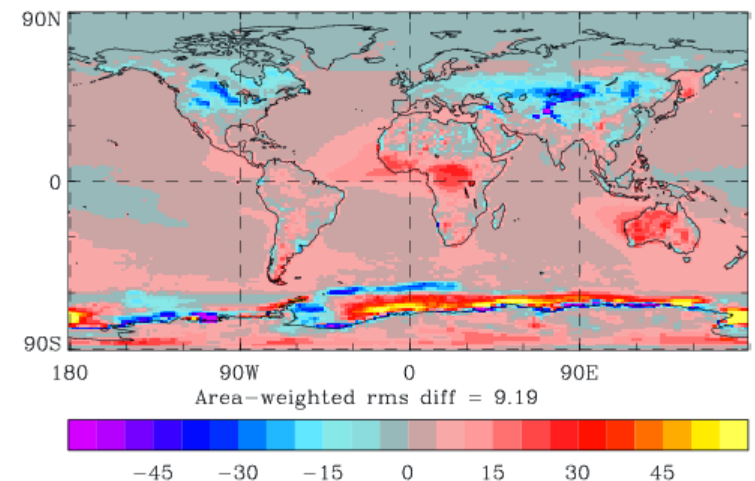 90N
0
90S
180 90W 0 90E
Area-weighted rms diff = 9.19
-45 -30 -15 0 15 30 45